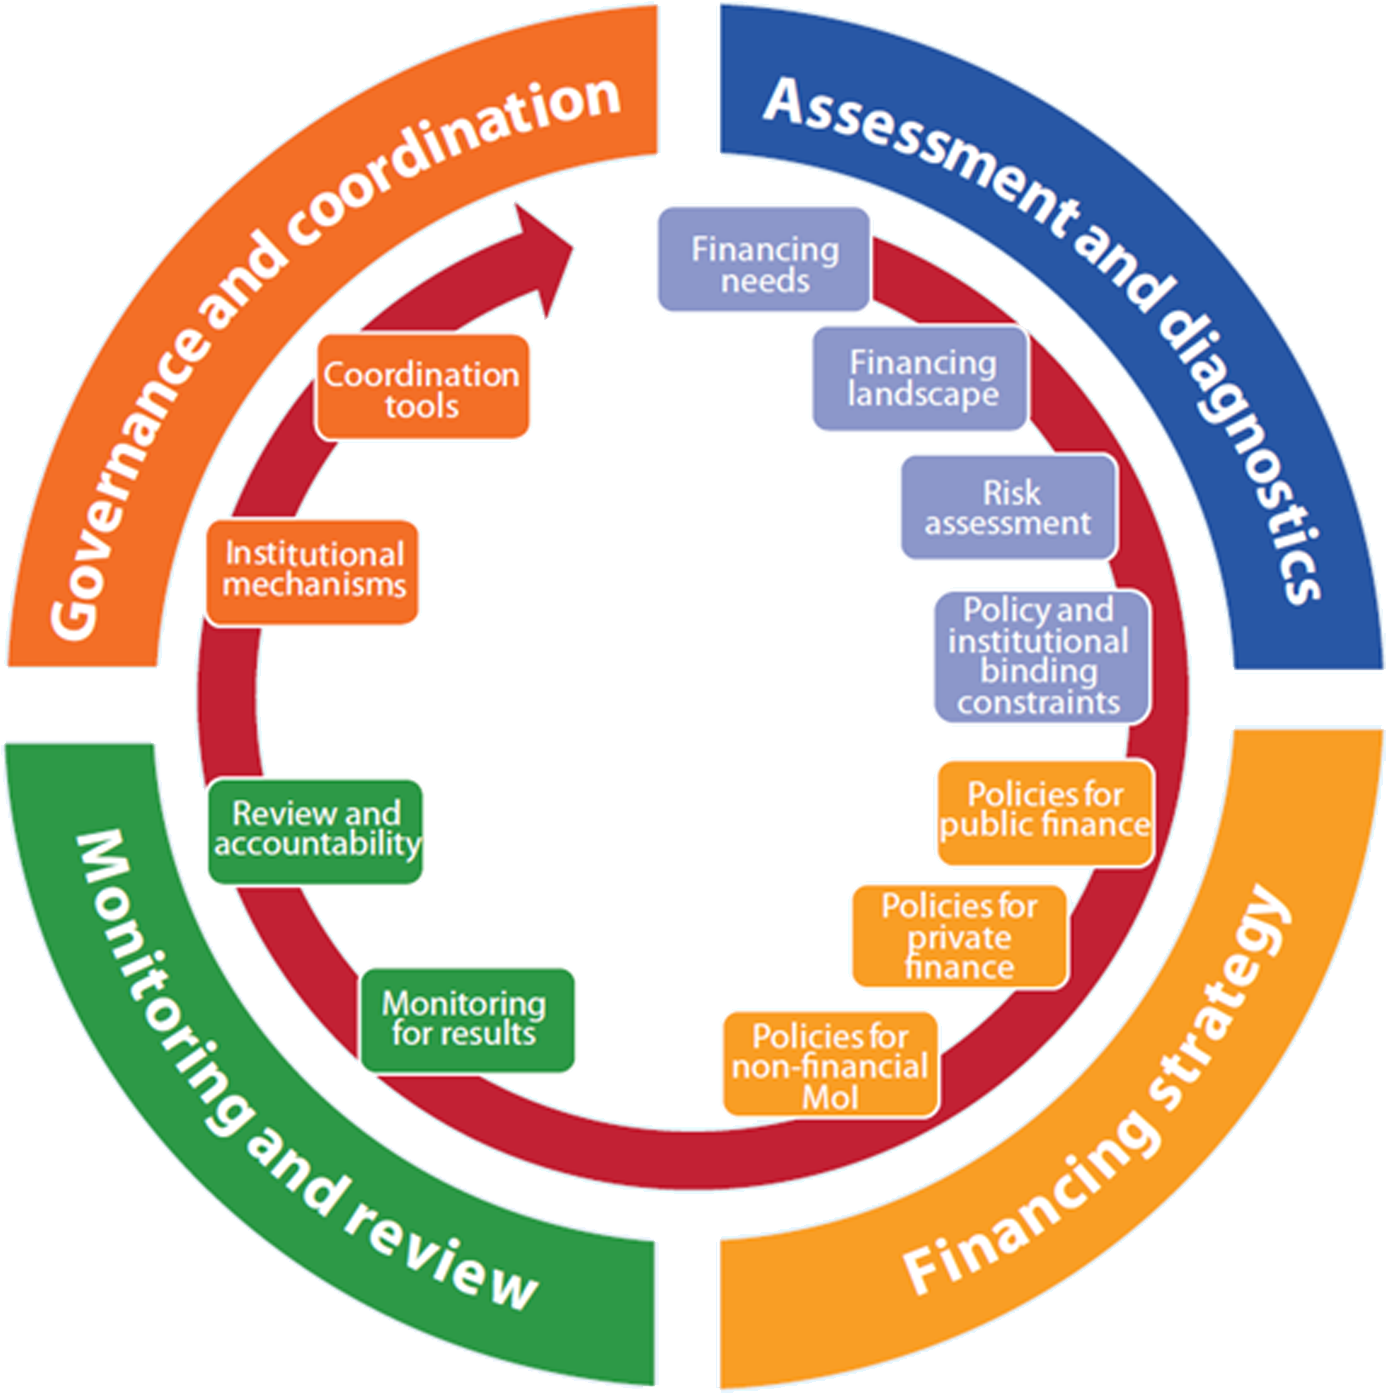 Assessment and diagnostics
Financing
needs
Financing
landscape
Risk
assessment
Policy and
institutional
binding
constraints
Financing strategy
Policies for
public finance
Policies for
private
finance
Policies for
non-financial
MoI
Monitoring and review
Monitoring
for results
Review and
accountability
Governance and coordination
Institutional
mechanisms
Coordination
tools